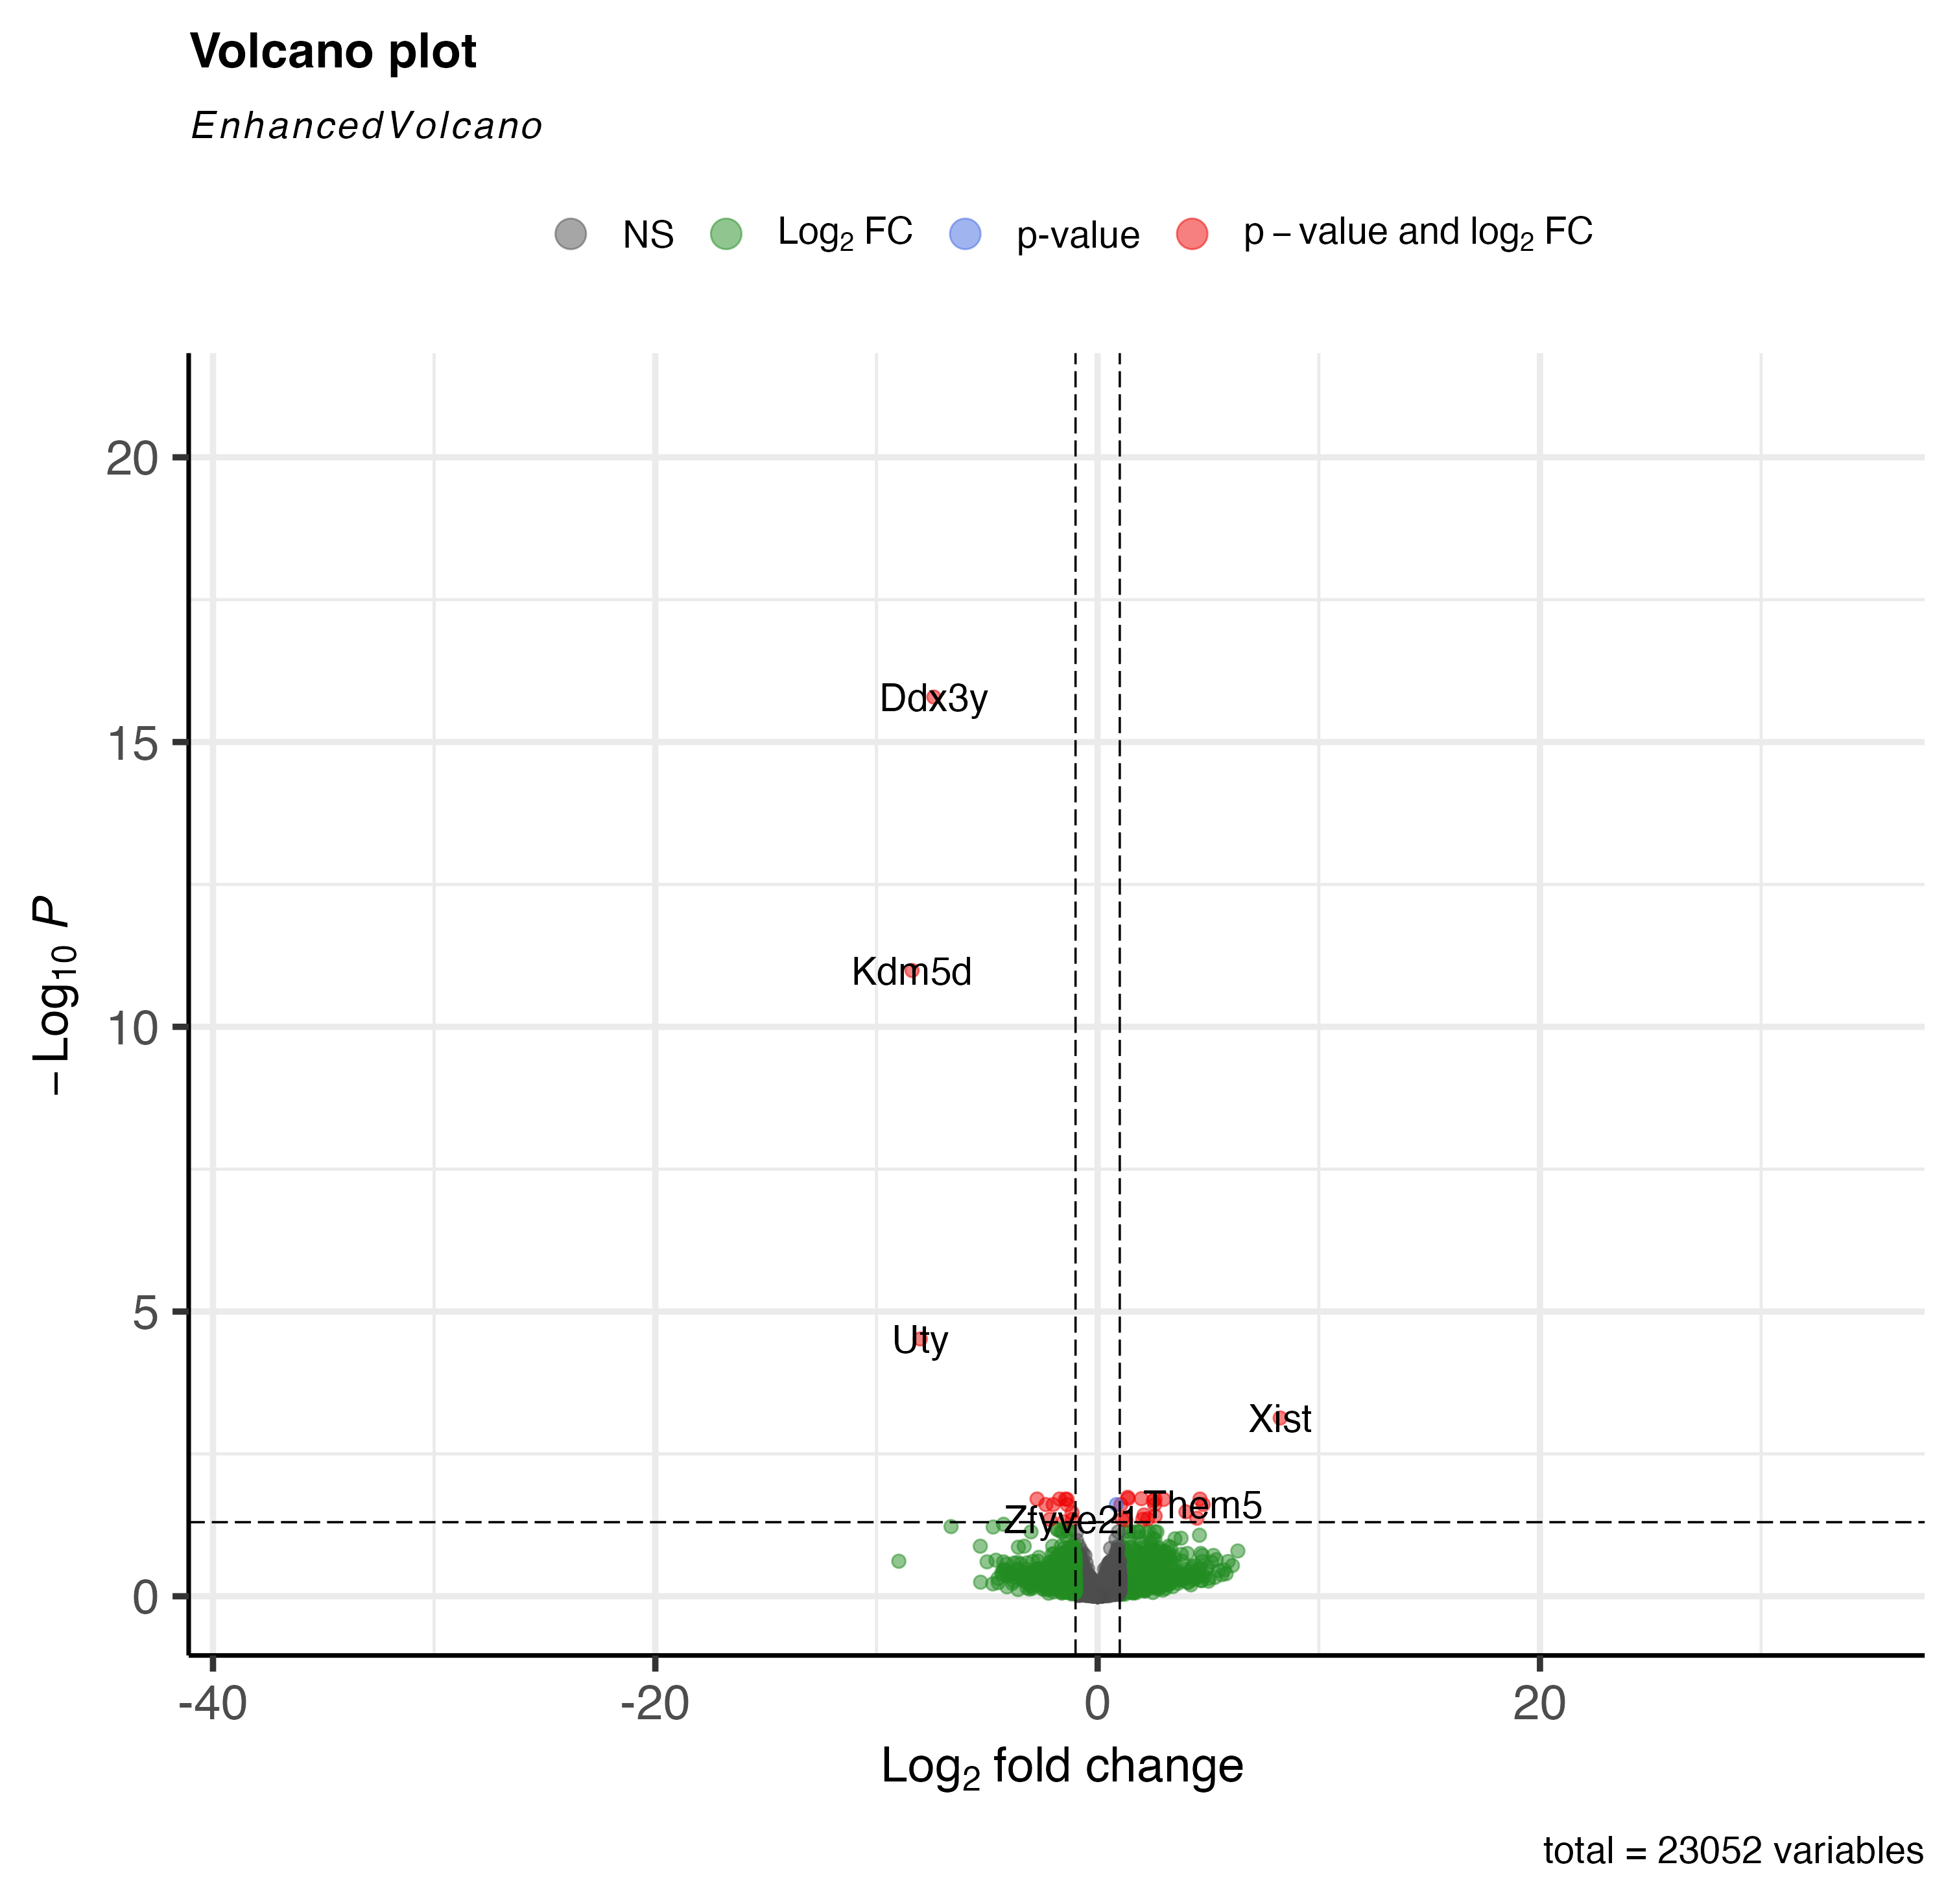 Volcano plot
EnhancedVolcano
NS Log2 FC p-value p – value and log2 FC
20
15
10
5
0
– Log10 P
Ddx3y
Kdm5d
Uty
Xist
Them5
Zfyve21
-40 -20 0 20
Log2 fold change
total = 23052 variables